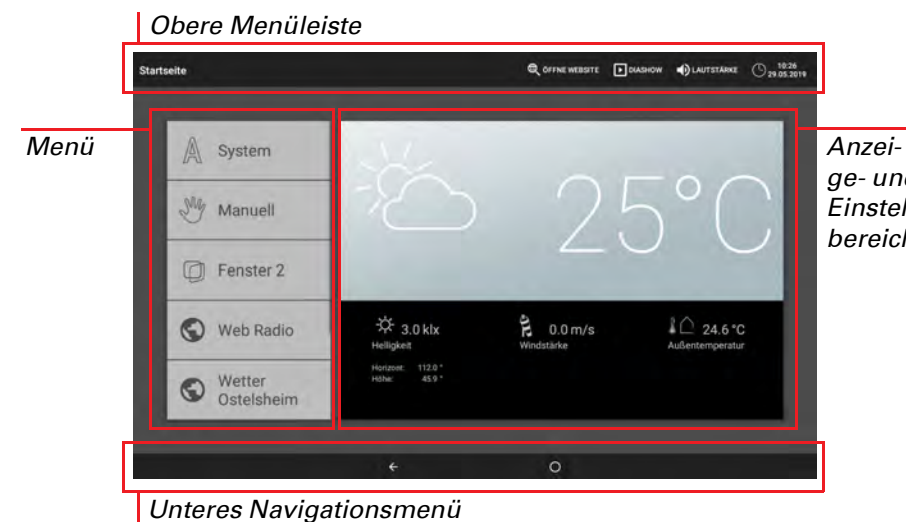 Obere Menüleiste
Startseite
ÖFFNE WEBSITE
DIASHOW
LAUTSTÄRKE
10:26
29.05.2019
Menü
System
Manuell
Fenster 2
Web Radio
Wetter
Ostelsheim
25°C
3.0 klx
Helligkeit
Horizont: 112.0 °
Höhe: 45.9 °
0.0 m/s
Windstärke
24.6 °C
Außentemperatur
Anzei-
ge- und
Einstel
bereich
Unteres Navigationsmenü